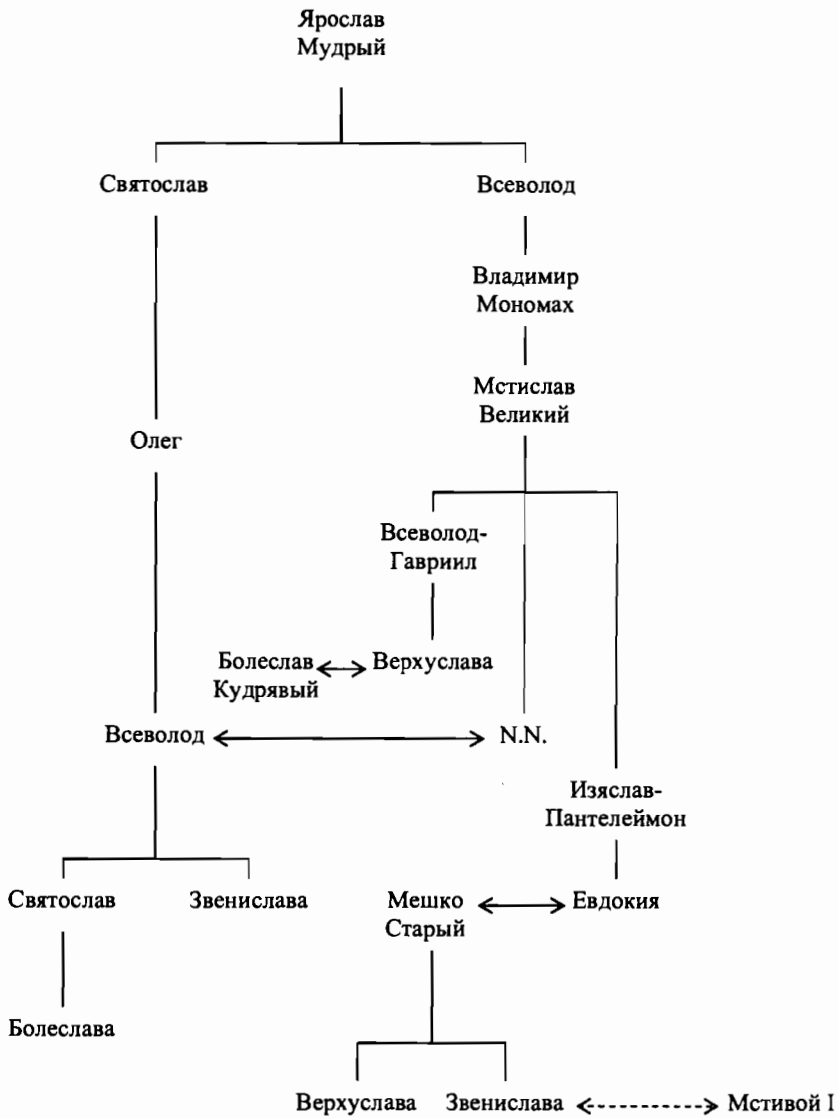 Ярослав
Мудрый
Святослав
Всеволод
Владимир
Мономах
Мстислав
Великий
Олег
Всеволод-
Гавриил
Болеслав
Кудрявый
Верхуслава
Всеволод
N.N.
Изяслав-
Пантелеймон
Святослав
Звенислава
Мешко
Старый
Евдокия
Болеслава
Верхуслава
Звенислава
Мстивой I